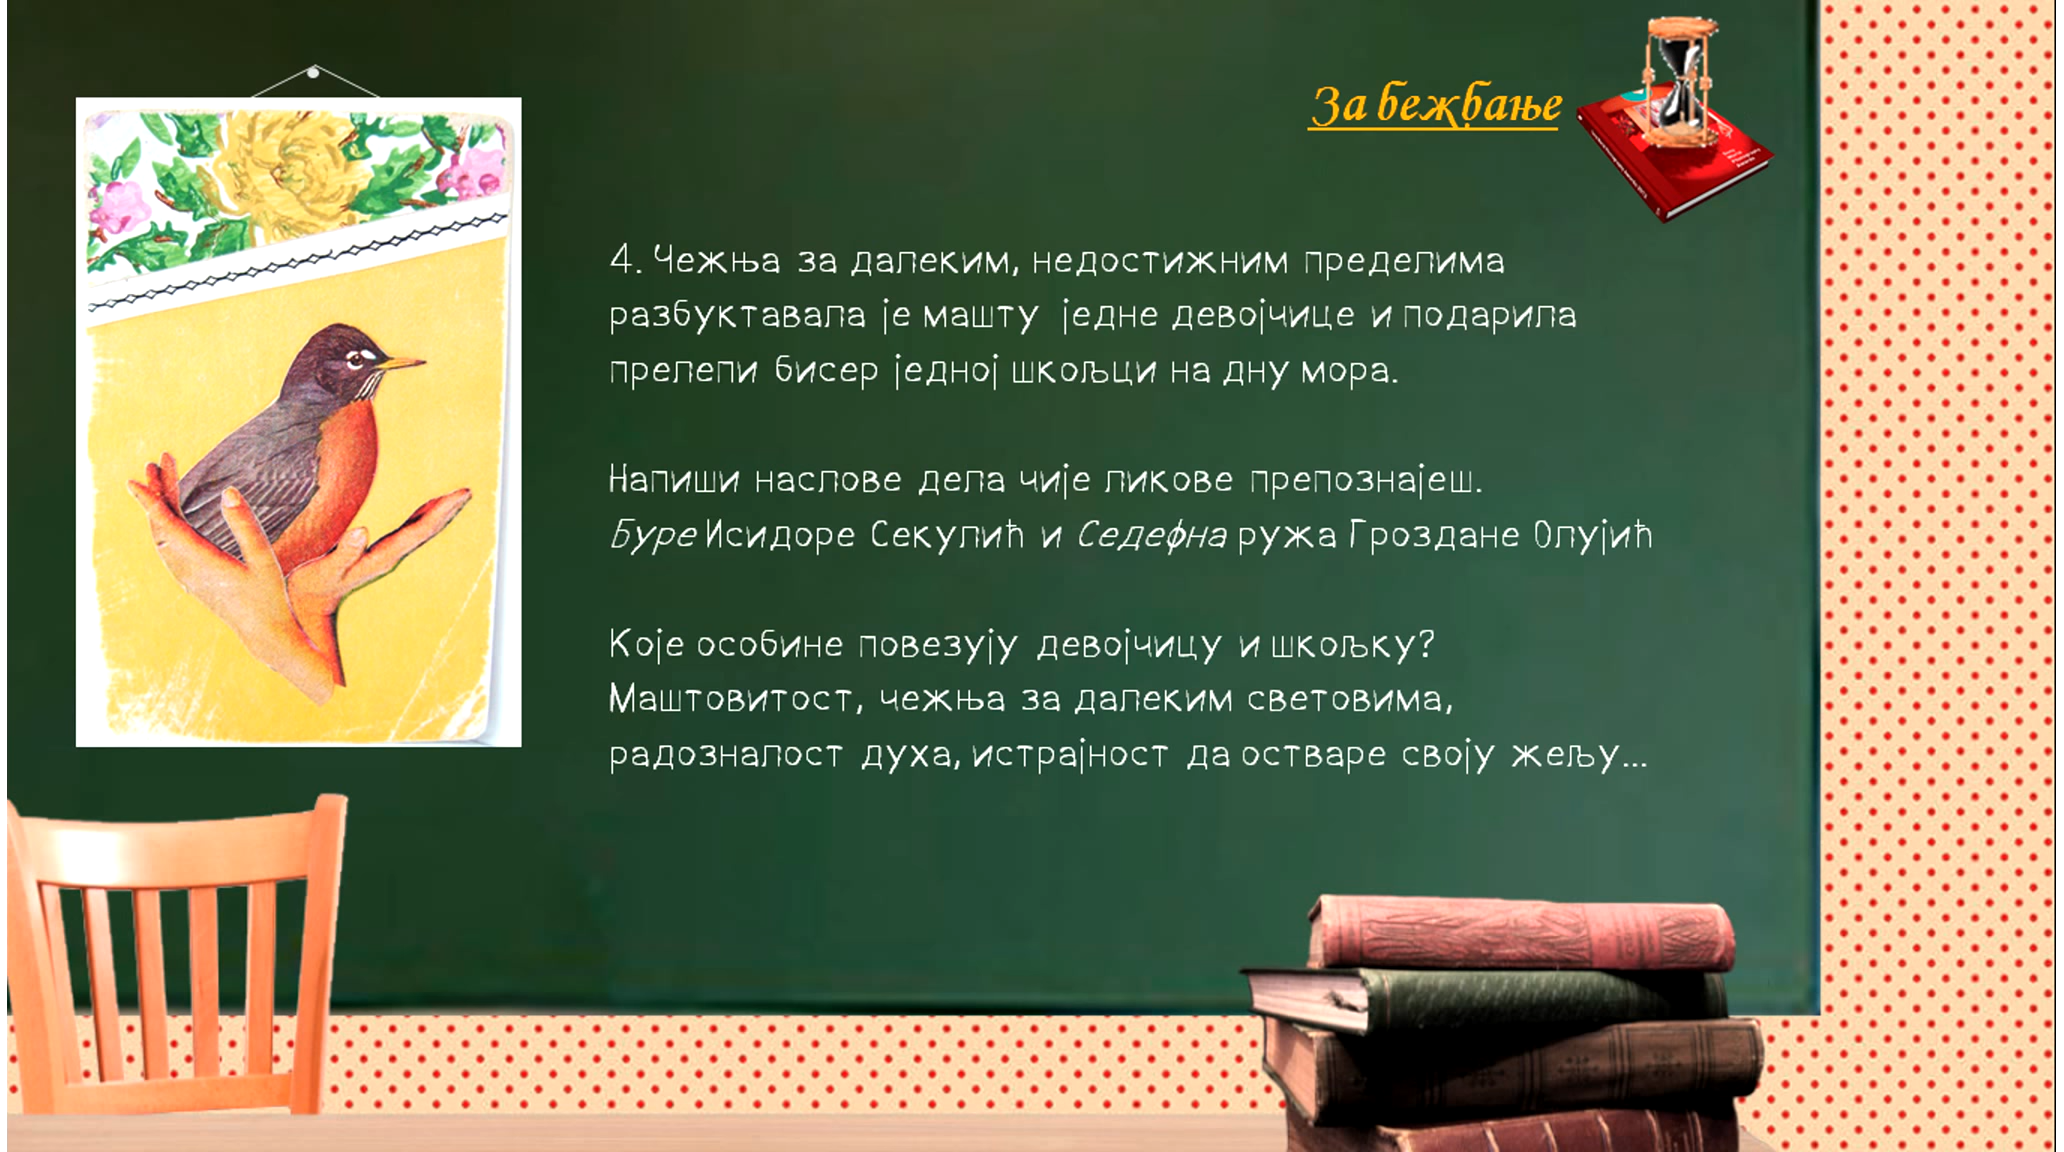 За бежбање
4. Чежња за далеким, недостижним пределима
разбуктавала је машту једне девојчице и подарила
прелепи бисер једној шкољци на дну мора.
Напиши наслове дела чије ликове препознајеш.
Буре Исидоре Секулић и Седефна ружа Гроздане Олујић
Које особине повезују девојчицу и шкољку?
Маштовитост, чежња за далеким световима,
радозналост духа, истрајност да остваре своју жељу...